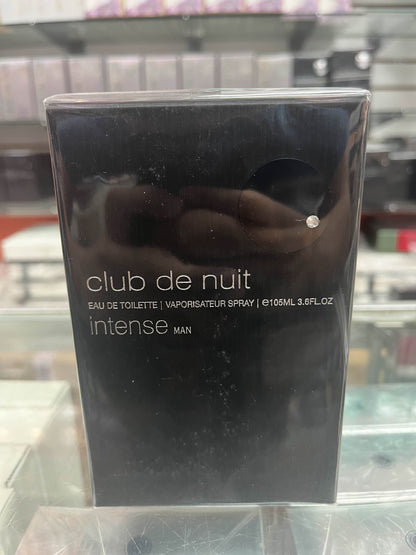 club de nuit
EAU DE TOILETTE | VAPORISATEUR SPRAY | ℮105ML 3.6FL.OZ
intense MAN